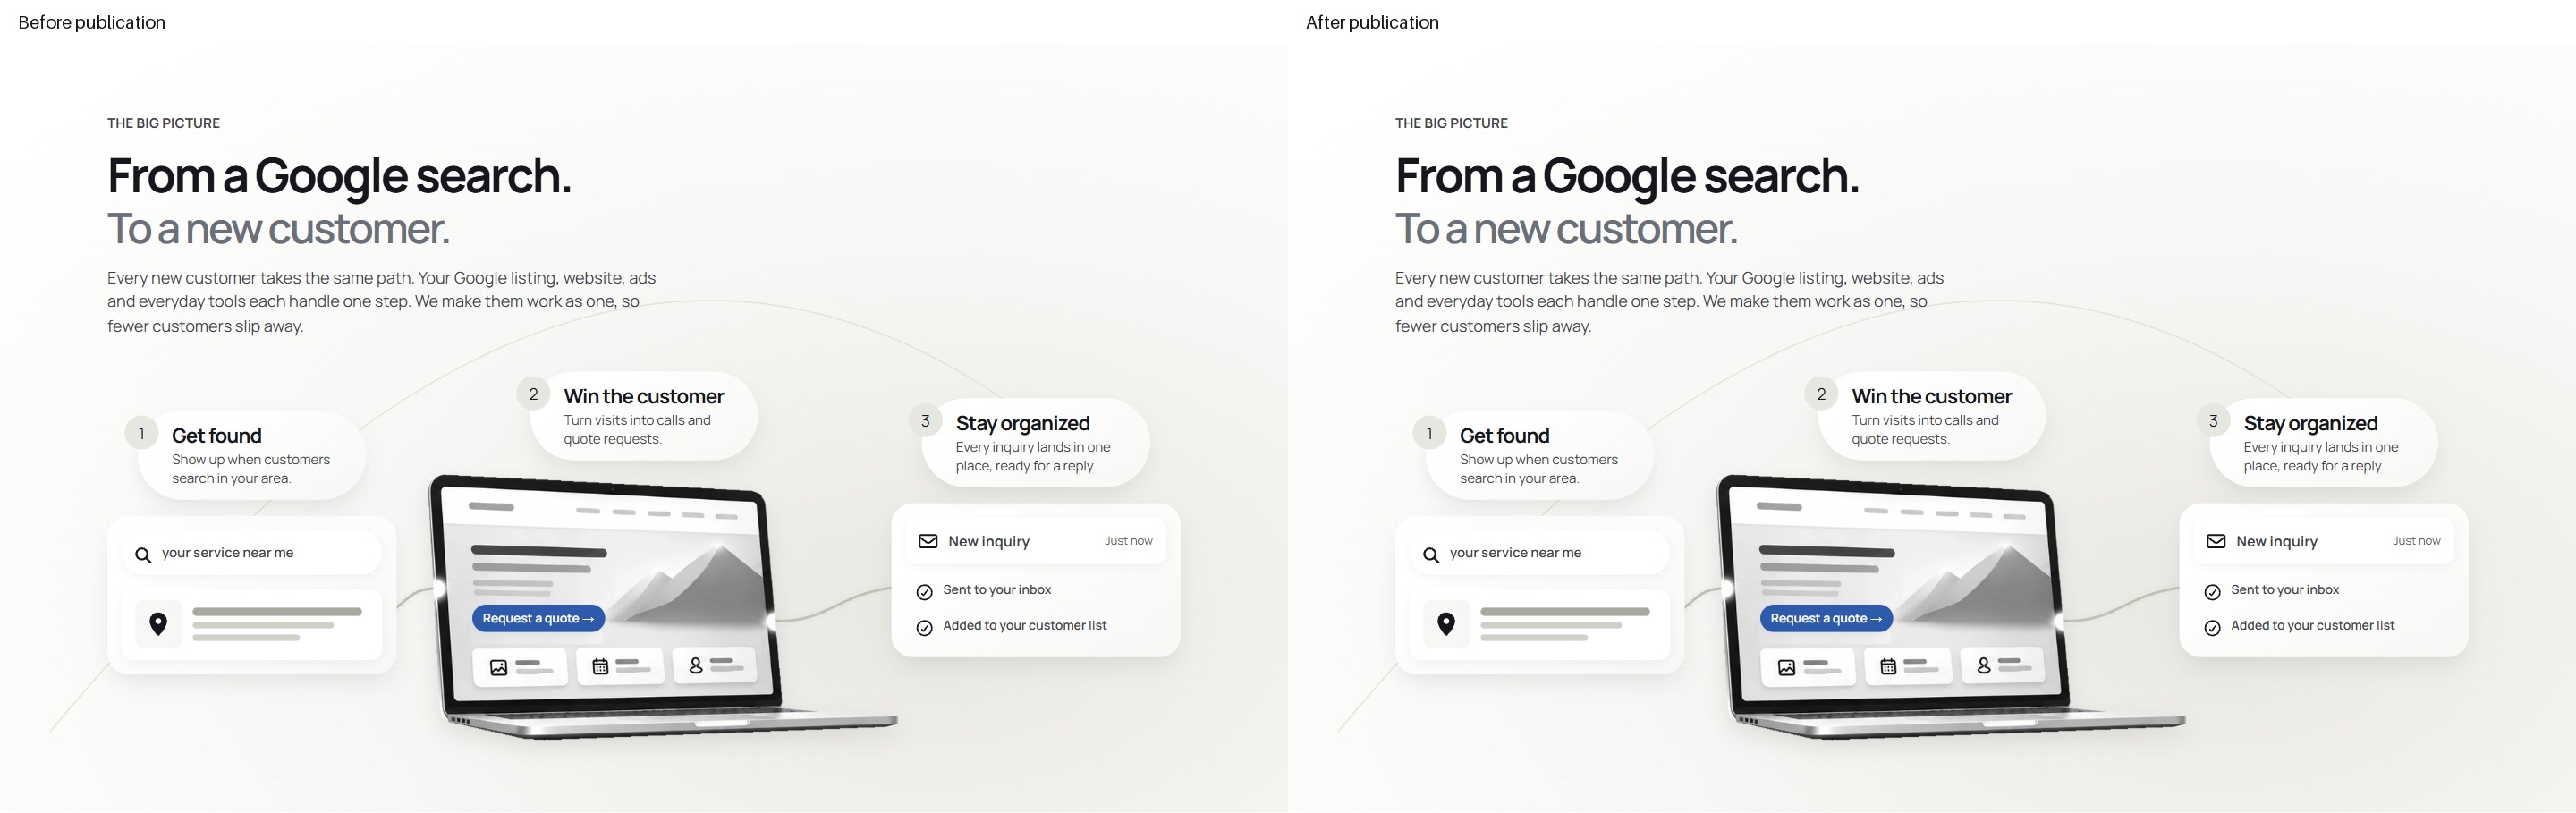 Before publication
THE BIG PICTURE
From a Google search.
To a new customer.
Every new customer takes the same path. Your Google listing, website, ads
and everyday tools each handle one step. We make them work as one, so
fewer customers slip away.
1
Get found
Show up when customers
search in your area.
your service near me
2
Win the customer
Turn visits into calls and
quote requests.
Request a quote →
3
Stay organized
Every inquiry lands in one
place, ready for a reply.
New inquiry
Just now
Sent to your inbox
Added to your customer list
After publication
THE BIG PICTURE
From a Google search.
To a new customer.
Every new customer takes the same path. Your Google listing, website, ads
and everyday tools each handle one step. We make them work as one, so
fewer customers slip away.
1
Get found
Show up when customers
search in your area.
your service near me
2
Win the customer
Turn visits into calls and
quote requests.
Request a quote →
3
Stay organized
Every inquiry lands in one
place, ready for a reply.
New inquiry
Just now
Sent to your inbox
Added to your customer list